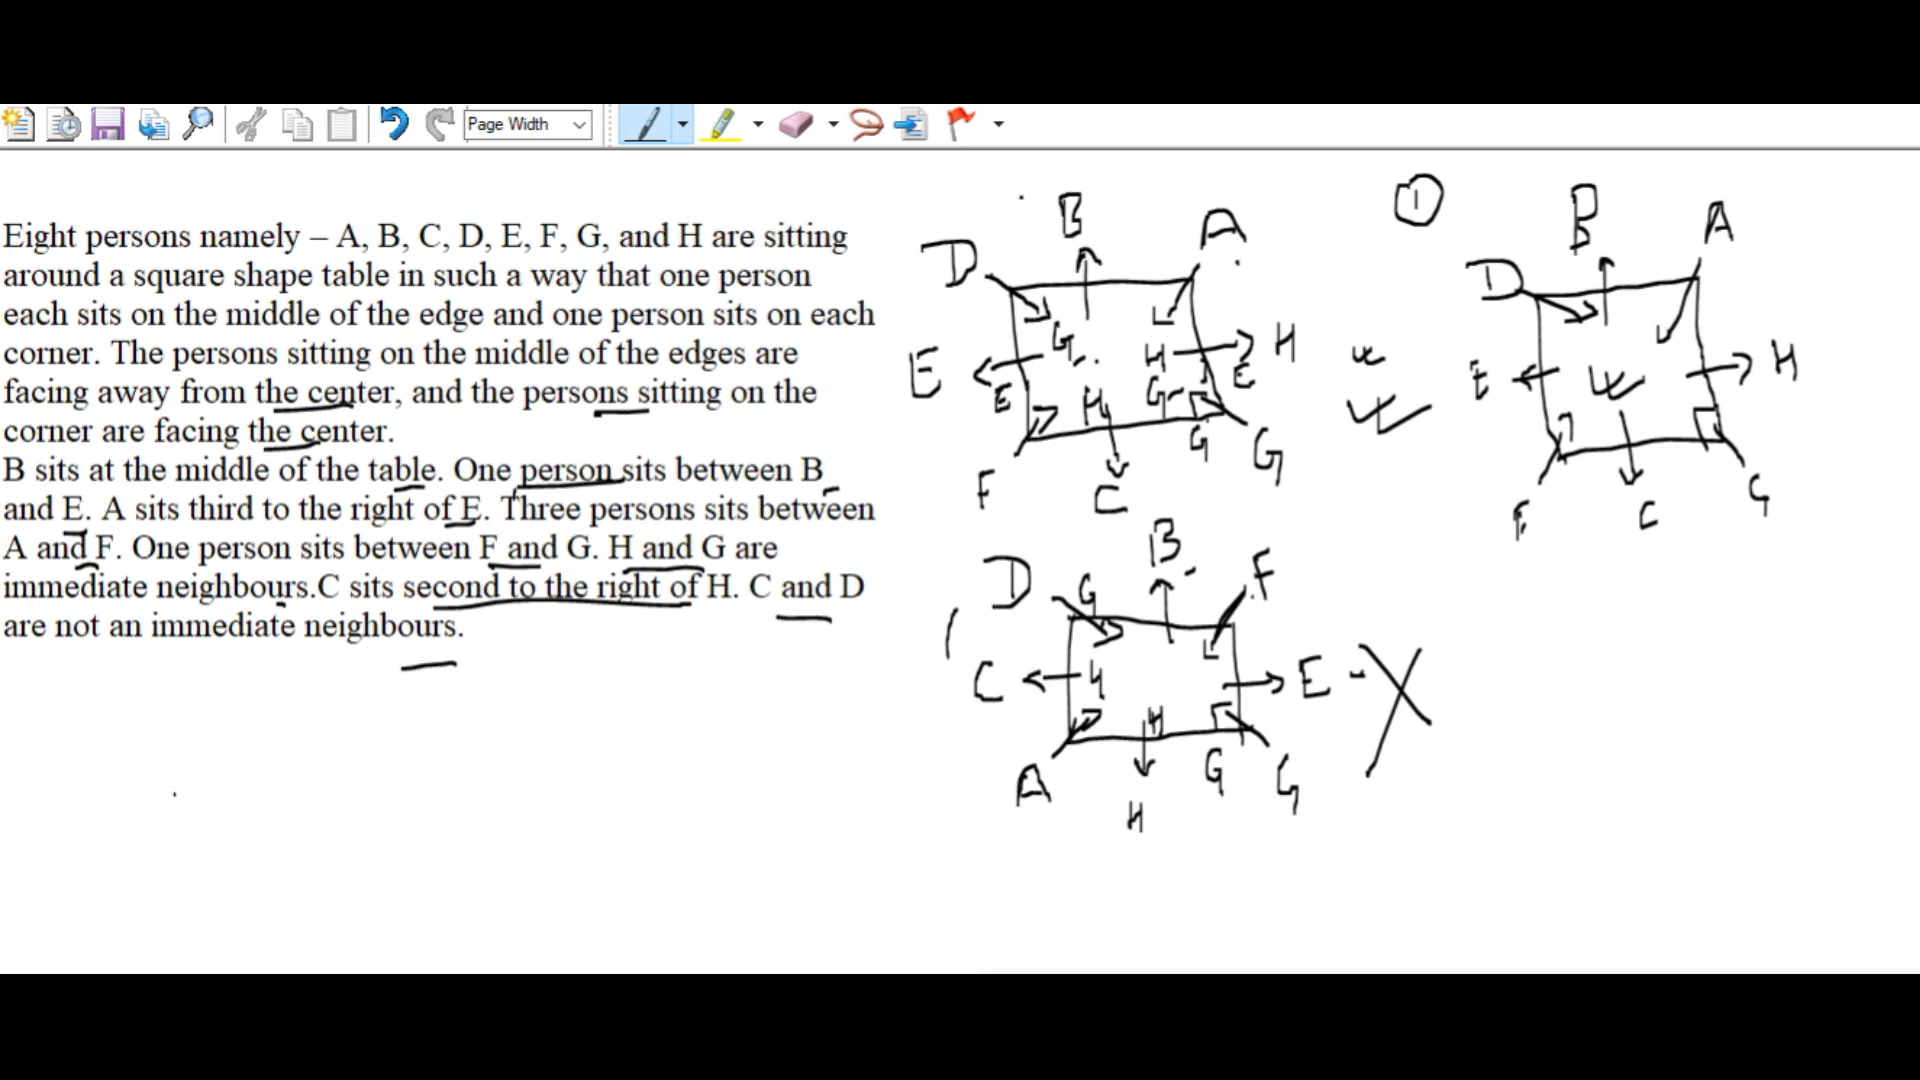 Page Width
Eight persons namely – A, B, C, D, E, F, G, and H are sitting
around a square shape table in such a way that one person
each sits on the middle of the edge and one person sits on each
corner. The persons sitting on the middle of the edges are
facing away from the center, and the persons sitting on the
corner are facing the center.
B sits at the middle of the table. One person sits between B
and E. A sits third to the right of E. Three persons sits between
A and F. One person sits between F and G. H and G are
immediate neighbours.C sits second to the right of H. C and D
are not an immediate neighbours.
D B A
G H H
E E G E
H
F C G G
1
D B A
E H
F C G
D G B F
C H E
H
A H G G